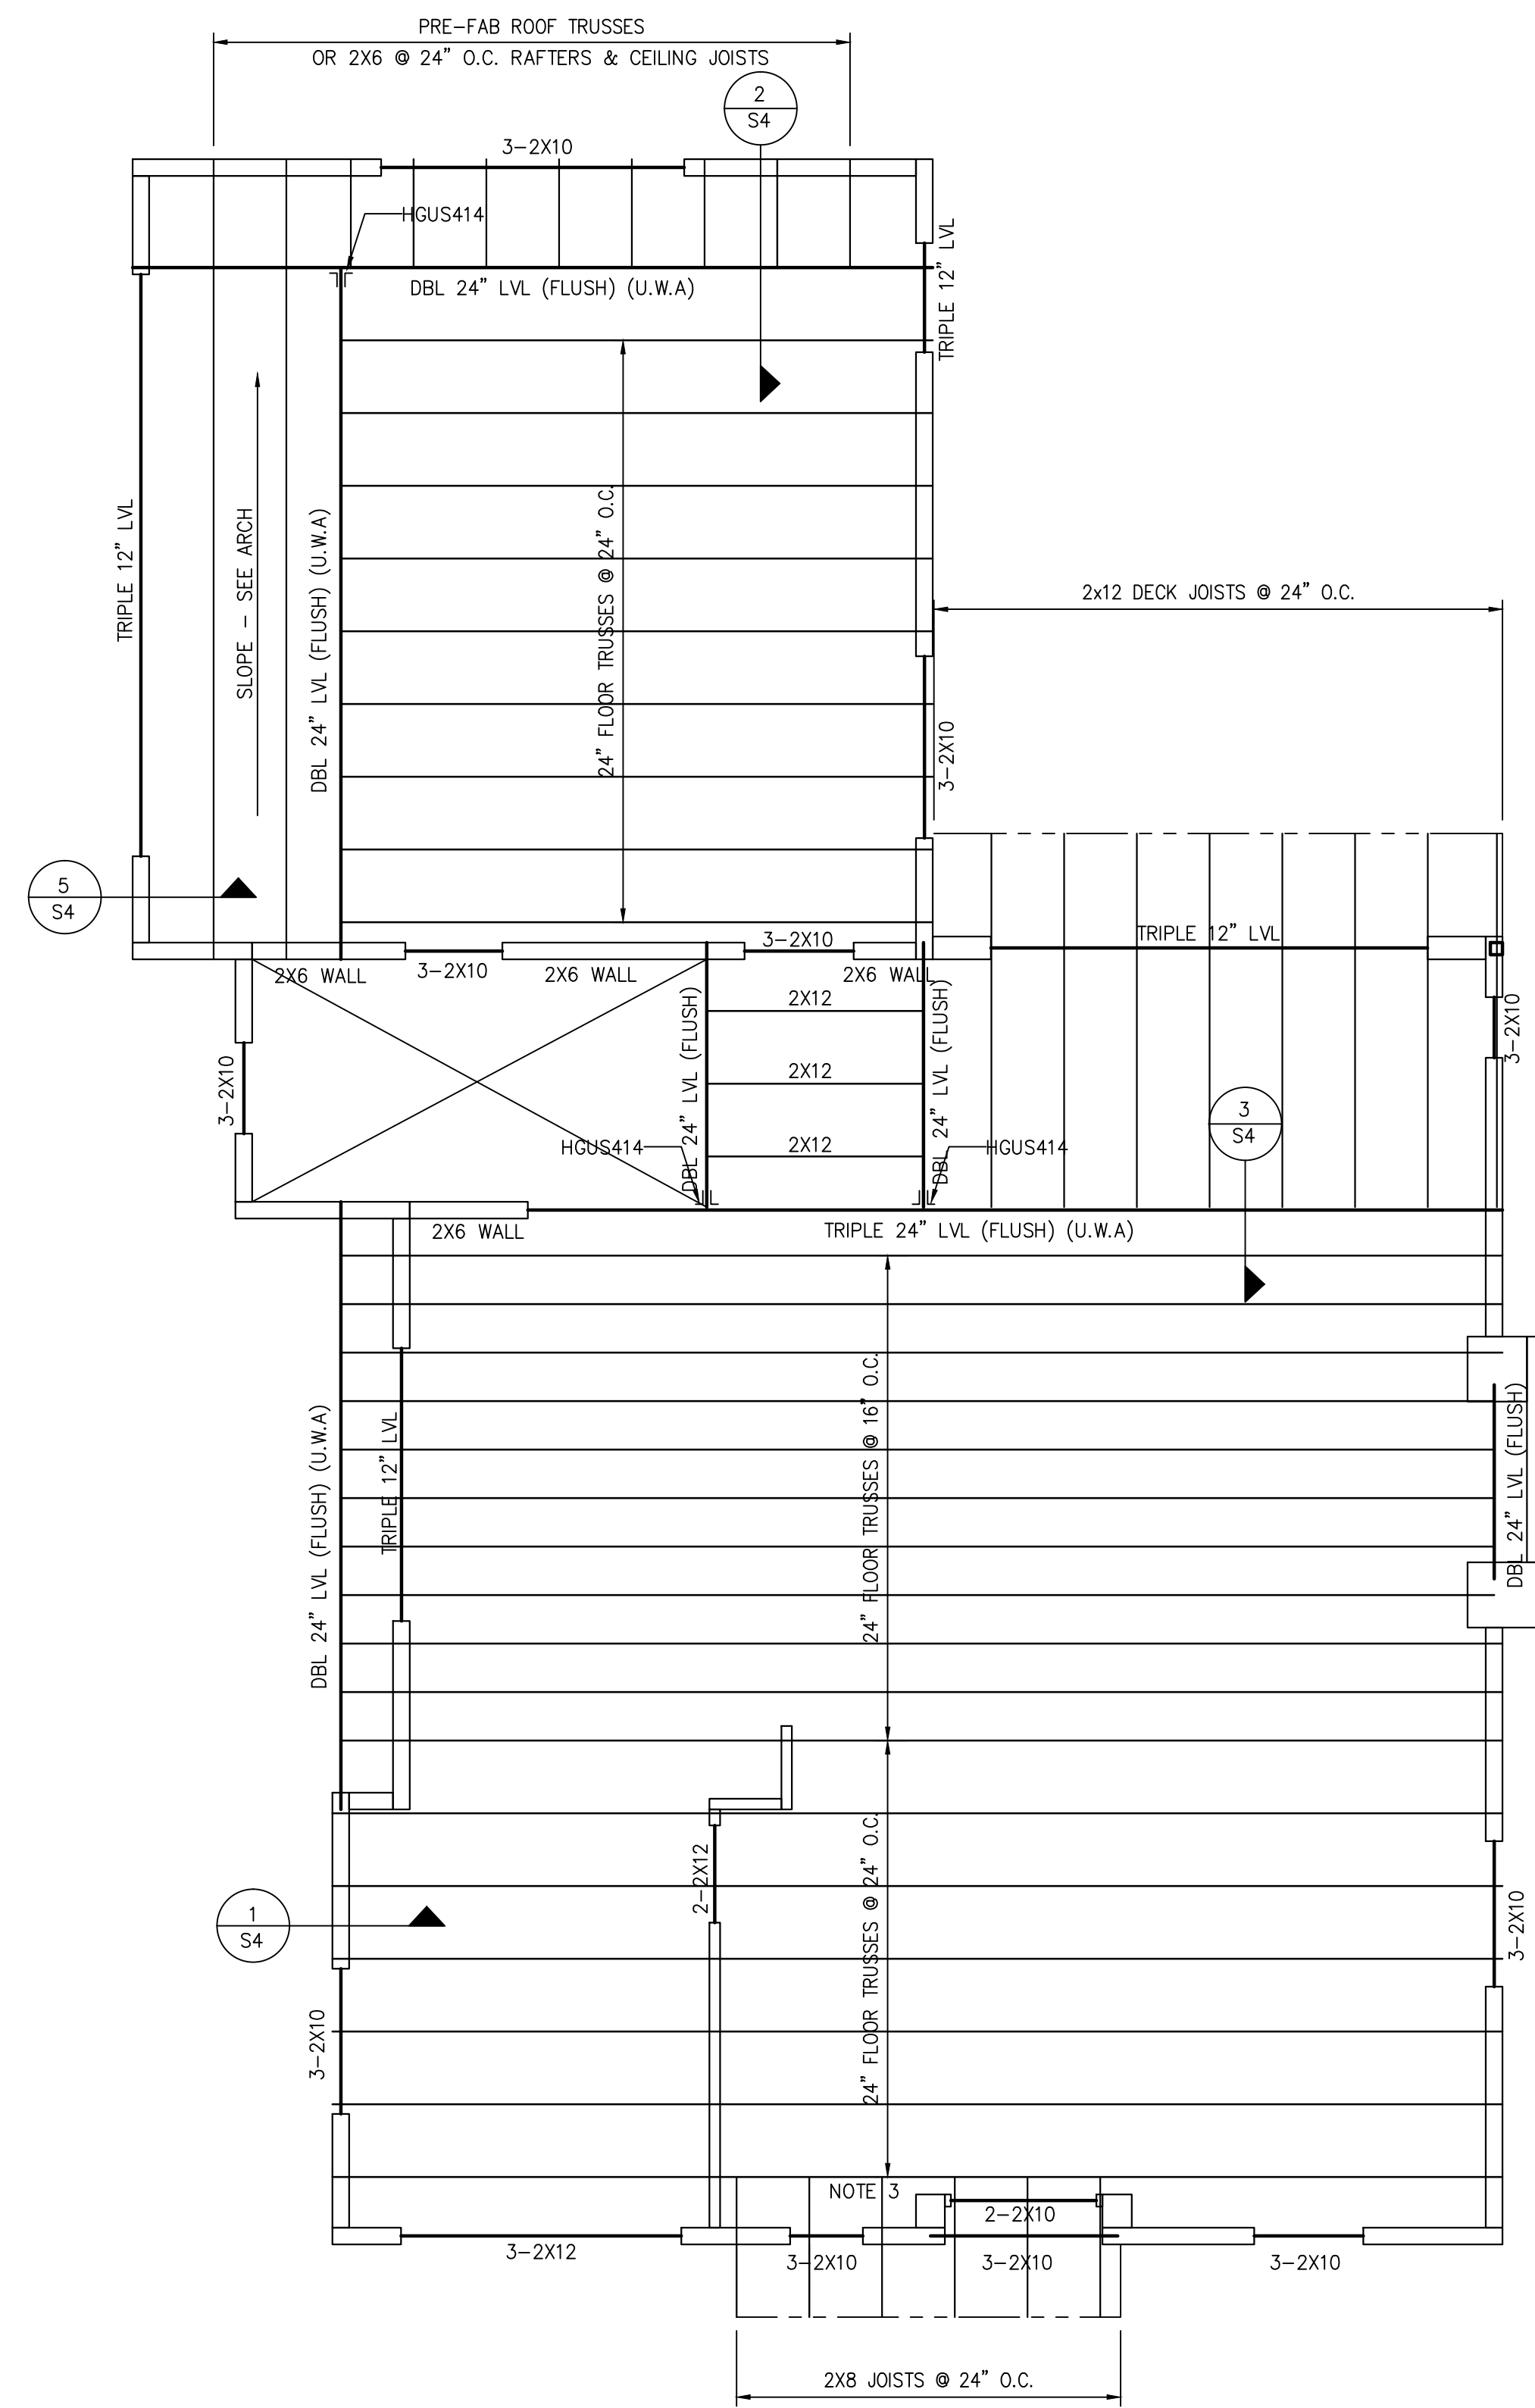 PRE-FAB ROOF TRUSSES
OR 2X6 @ 24" O.C. RAFTERS & CEILING JOISTS
2
S4
3-2X10
HGUS414
TRIPLE 12" LVL
DBL 24" LVL (FLUSH) (U.W.A)
TRIPLE 12" LVL
SLOPE - SEE ARCH
DBL 24" LVL (FLUSH) (U.W.A)
24" FLOOR TRUSSES @ 24" O.C.
2x12 DECK JOISTS @ 24" O.C.
3-2X10
5
S4
TRIPLE 12" LVL
3-2X10
2X6 WALL
3-2X10
2X6 WALL
2X6 WALL
DBL 24" LVL (FLUSH)
2X12
DBL 24" LVL (FLUSH)
3-2X10
3-2X10
2X12
3
S4
HGUS414
2X12
HGUS414
2X6 WALL
TRIPLE 24" LVL (FLUSH) (U.W.A)
DBL 24" LVL (FLUSH) (U.W.A)
TRIPLE 12" LVL
24" FLOOR TRUSSES @ 16" O.C.
DBL 24" LVL (FLUSH)
2-2X12
24" FLOOR TRUSSES @ 24" O.C.
3-2X10
1
S4
3-2X10
NOTE 3
2-2X10
3-2X12
3-2X10
3-2X10
3-2X10
2X8 JOISTS @ 24" O.C.